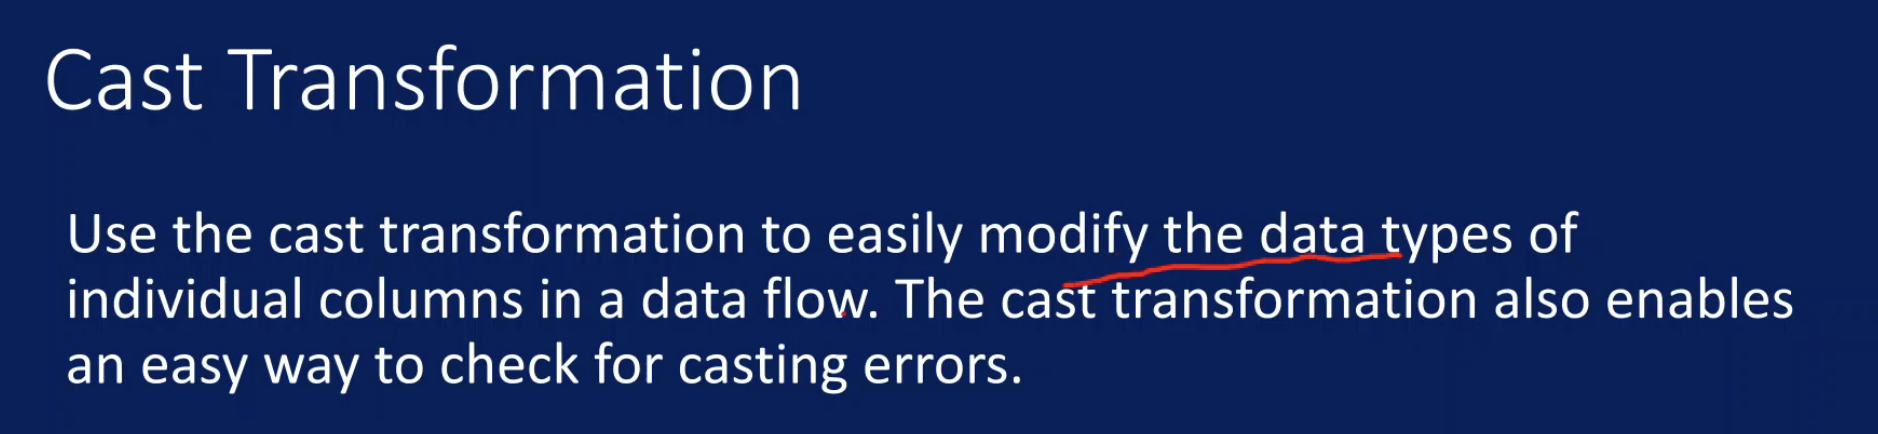 Cast Transformation
Use the cast transformation to easily modify the data types of
individual columns in a data flow. The cast transformation also enables
an easy way to check for casting errors.